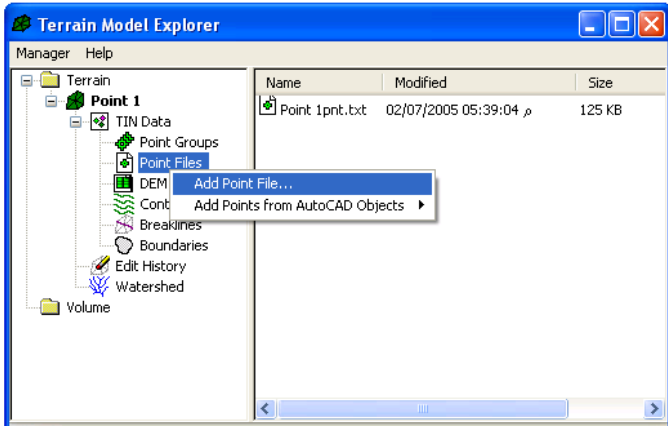 Terrain Model Explorer
Manager Help
Terrain
Point 1
TIN Data
Point Groups
Point Files
DEM
Cont
Breaklines
Boundaries
Edit History
Watershed
Volume
Add Point File...
Add Points from AutoCAD Objects
Name Modified Size
Point 1pnt.txt 02/07/2005 05:39:04 م 125 KB